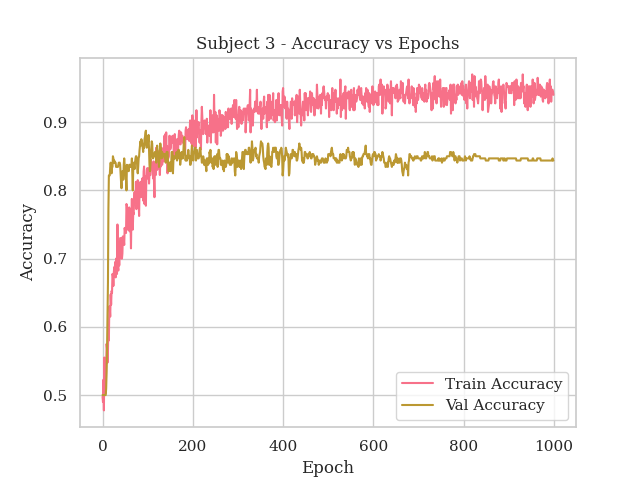 Subject 3 - Accuracy vs Epochs
Accuracy
0.9
0.8
0.7
0.6
0.5
0 200 400 600 800 1000
Epoch
Train Accuracy
Val Accuracy